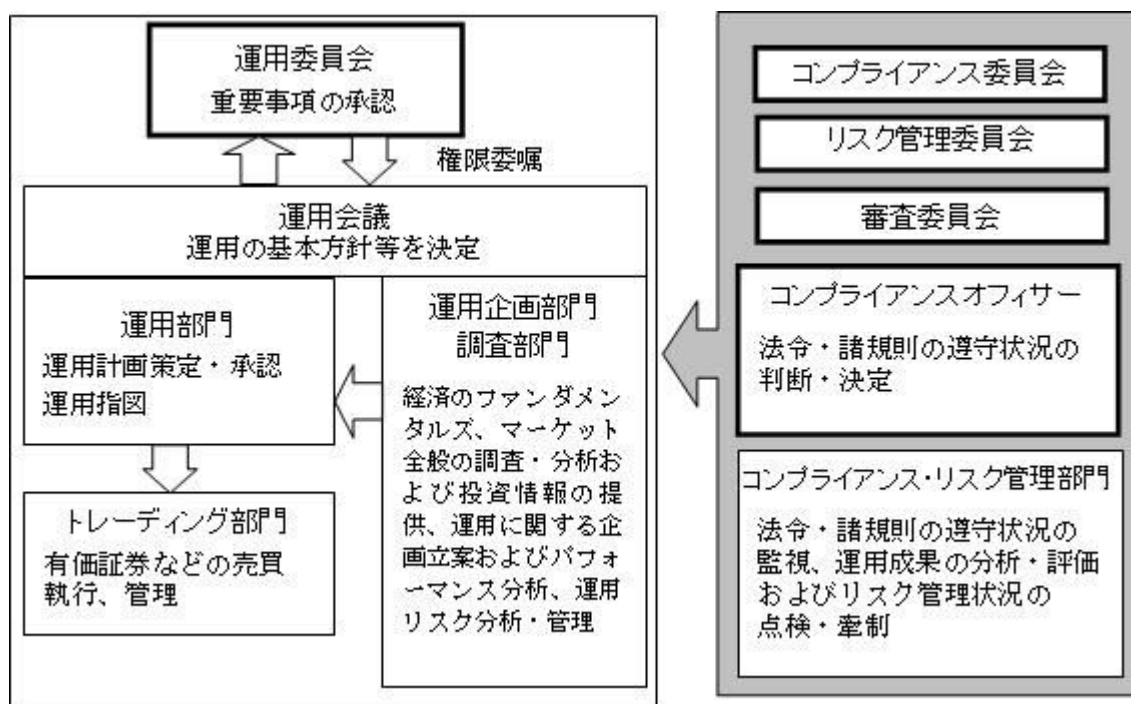 運用委員会
重要事項の承認
権限委嘱
運用会議
運用の基本方針等を決定
運用部門
運用計画策定・承認
運用指図
トレーディング部門
有価証券などの売買
執行、管理
運用企画部門
調査部門
経済のファンダメン
タルズ、マーケット
全般の調査・分析お
よび投資情報の提
供、運用に関する企
画立案およびパフォ
ーマンス分析、運用
リスク分析・管理
コンプライアンス委員会
リスク管理委員会
審査委員会
コンプライアンスオフィサー
法令・諸規則の遵守状況の
判断・決定
コンプライアンス・リスク管理部門
法令・諸規則の遵守状況の
監視、運用成果の分析・評価
およびリスク管理状況の
点検・牽制